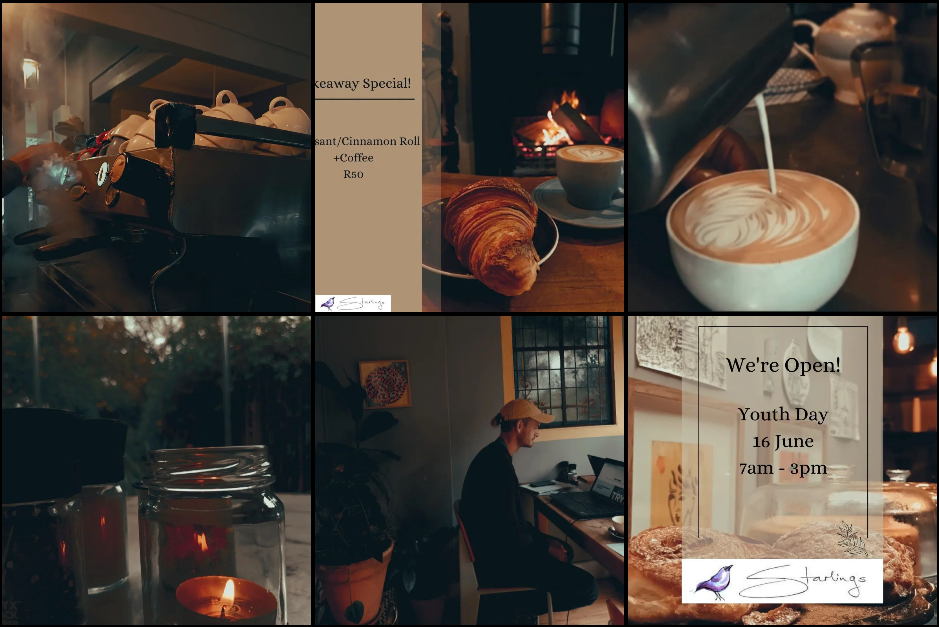 keaway Special!
sant/Cinnamon Roll
+Coffee
R50
Starlings
We're Open!
Youth Day
16 June
7am - 3pm
Starlings